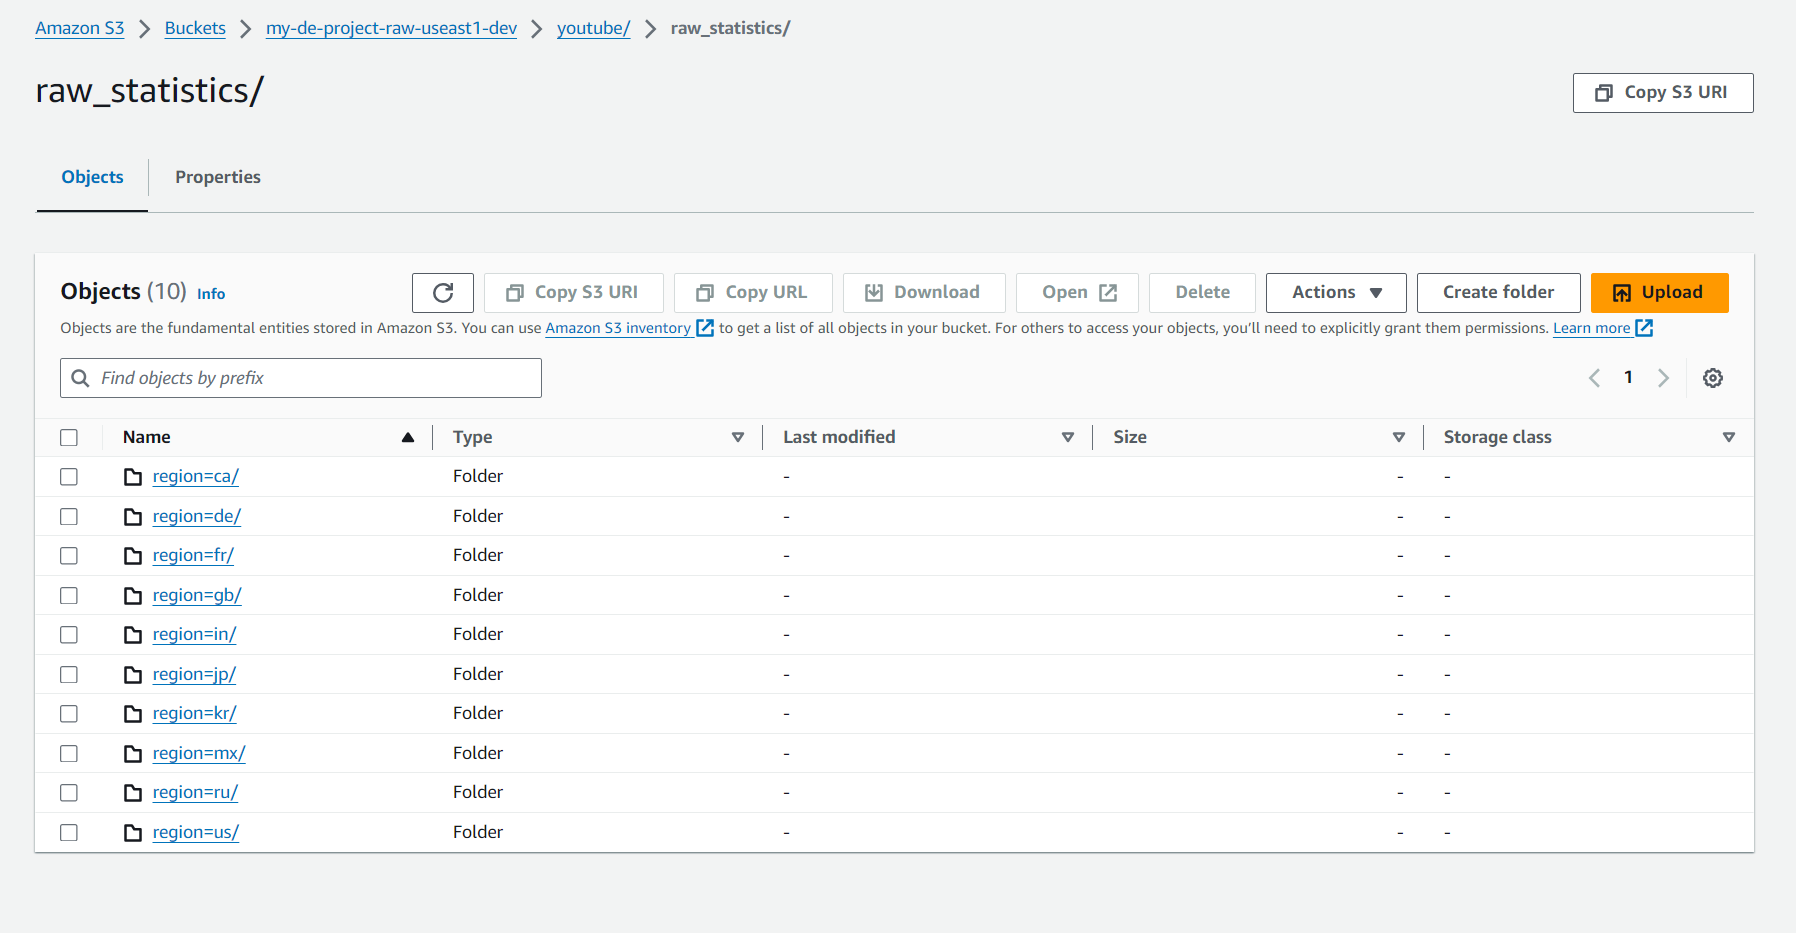 Amazon S3 > Buckets > my-de-project-raw-useast1-dev > youtube/ > raw_statistics/
raw_statistics/
Copy S3 URI
Objects Properties
Objects (10) Info
Copy S3 URI Copy URL Download Open Delete Actions Create folder Upload
Objects are the fundamental entities stored in Amazon S3. You can use Amazon S3 inventory to get a list of all objects in your bucket. For others to access your objects, you'll need to explicitly grant them permissions. Learn more
Find objects by prefix
1
Name Type Last modified Size Storage class
region=ca/ Folder - - -
region=de/ Folder - - -
region=fr/ Folder - - -
region=gb/ Folder - - -
region=in/ Folder - - -
region=jp/ Folder - - -
region=kr/ Folder - - -
region=mx/ Folder - - -
region=ru/ Folder - - -
region=us/ Folder - - -